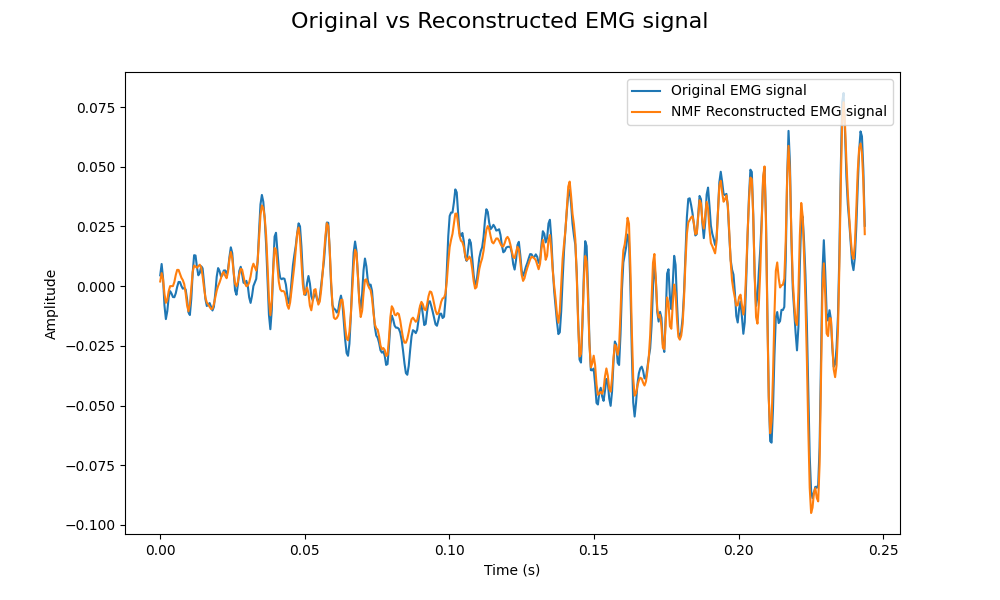 Original vs Reconstructed EMG signal
Original EMG signal
NMF Reconstructed EMG signal
0.075
0.050
0.025
0.000
−0.025
−0.050
−0.075
−0.100
Amplitude
0.00 0.05 0.10 0.15 0.20 0.25
Time (s)